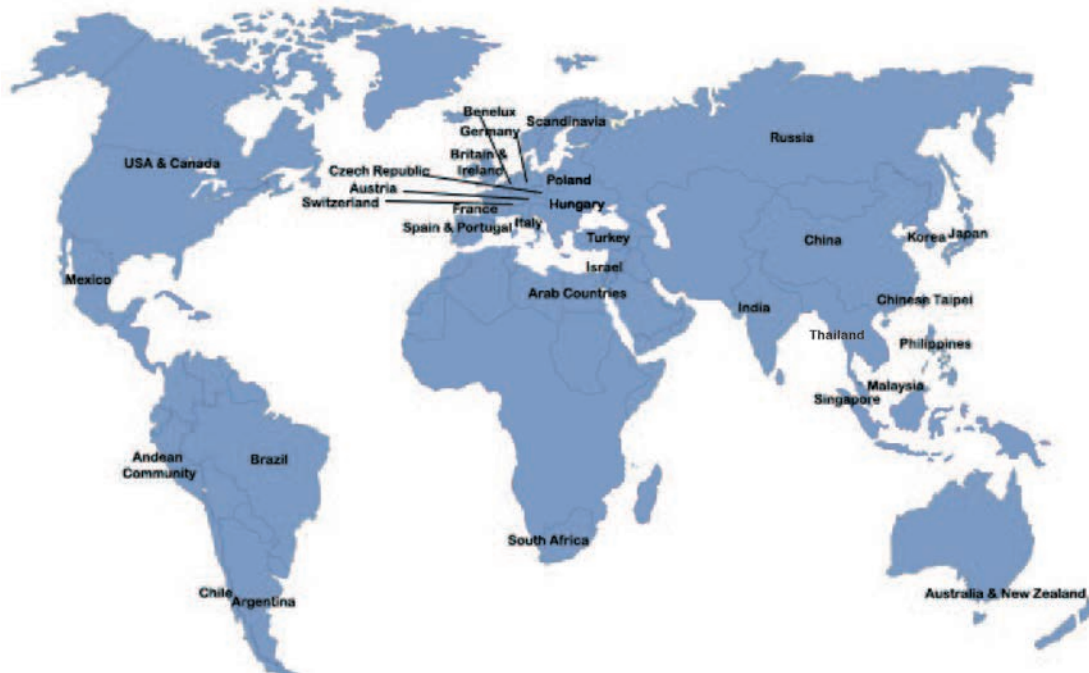 Benelux
Scandinavia
Germany
Russia
Britain &
Ireland
USA & Canada
Czech Republic
Poland
Austria
Switzerland
Hungary
France
Spain & Portugal
Italy
Turkey
China
Korea
Japan
Israel
Mexico
Arab Countries
India
Chinese Taipei
Thailand
Philippines
Malaysia
Singapore
Andean
Community
Brazil
South Africa
Chile
Argentina
Australia & New Zealand